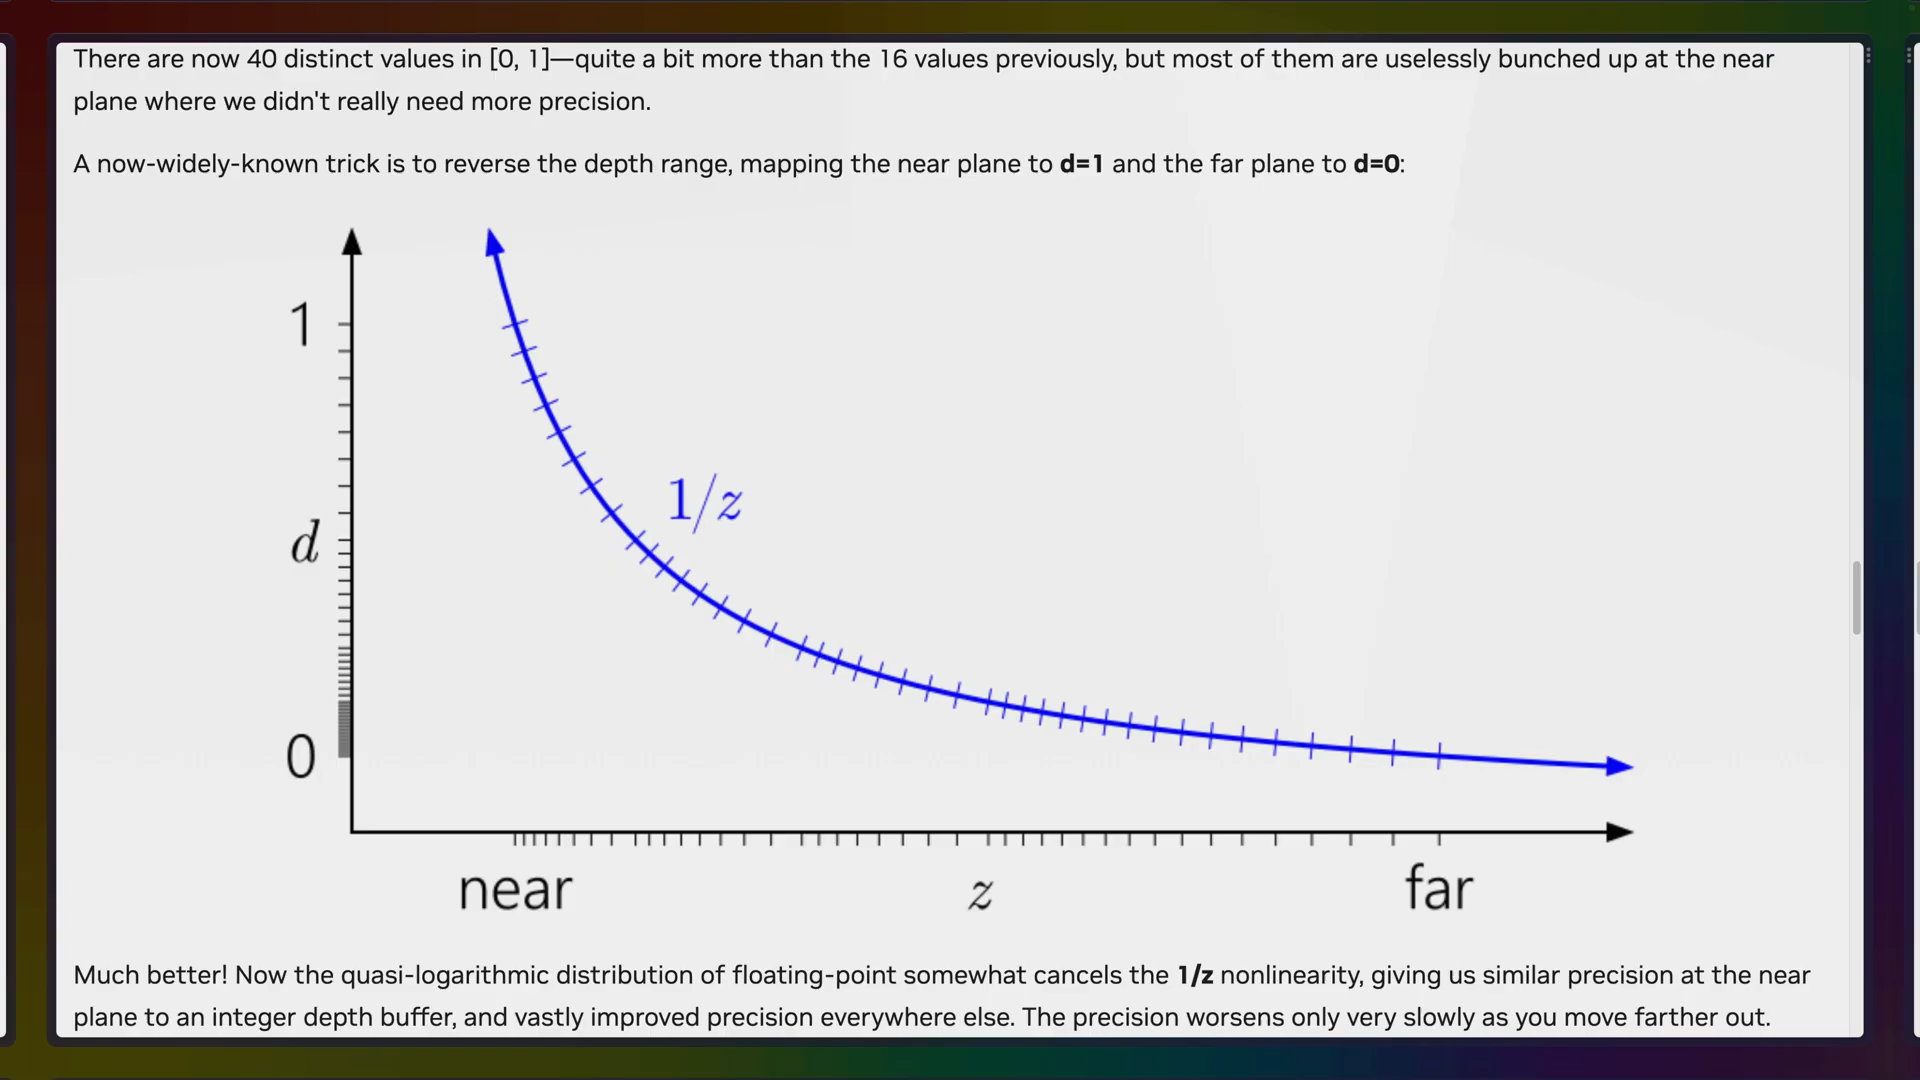 There are now 40 distinct values in [0, 1]—quite a bit more than the 16 values previously, but most of them are uselessly bunched up at the near
plane where we didn't really need more precision.
A now-widely-known trick is to reverse the depth range, mapping the near plane to d=1 and the far plane to d=0:
1
1/z
d
0
near
z
far
Much better! Now the quasi-logarithmic distribution of floating-point somewhat cancels the 1/z nonlinearity, giving us similar precision at the near
plane to an integer depth buffer, and vastly improved precision everywhere else. The precision worsens only very slowly as you move farther out.